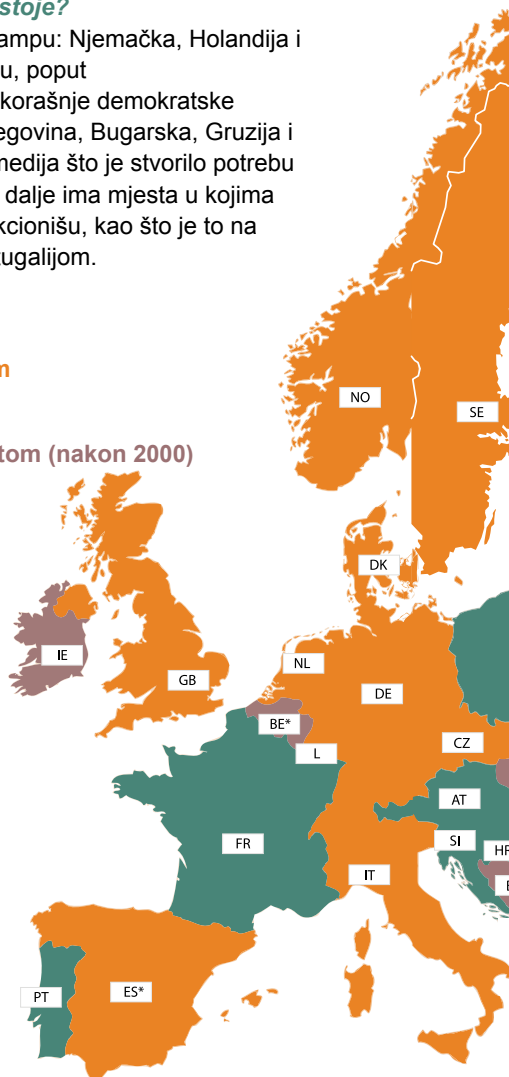 stoje?
ampu: Njemačka, Holandija i
u, poput
korašnje demokratske
egovina, Bugarska, Gruzija i
medija što je stvorilo potrebu
dalje ima mjesta u kojima
kcionišu, kao što je to na
tugalijom.
tom (nakon 2000)
NO
SE
DK
IE
NL
GB
DE
BE*
CZ
L
AT
SI
FR
HR
IT
PT
ES*